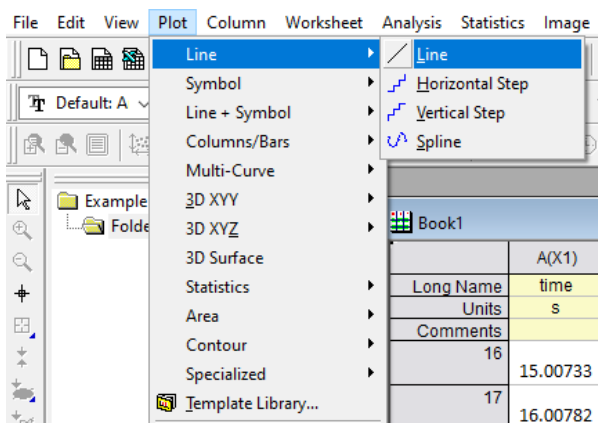 File Edit View Plot Column Worksheet Analysis Statistics Image
Line
Symbol
Line + Symbol
Columns/Bars
Multi-Curve
3D XYY
3D XYZ
3D Surface
Statistics
Area
Contour
Specialized
Template Library...
Line
Horizontal Step
Vertical Step
Spline
Default: A
Example
Folde
Book1
A(X1)
Long Name time
Units s
Comments
16 15.00733
17 16.00782